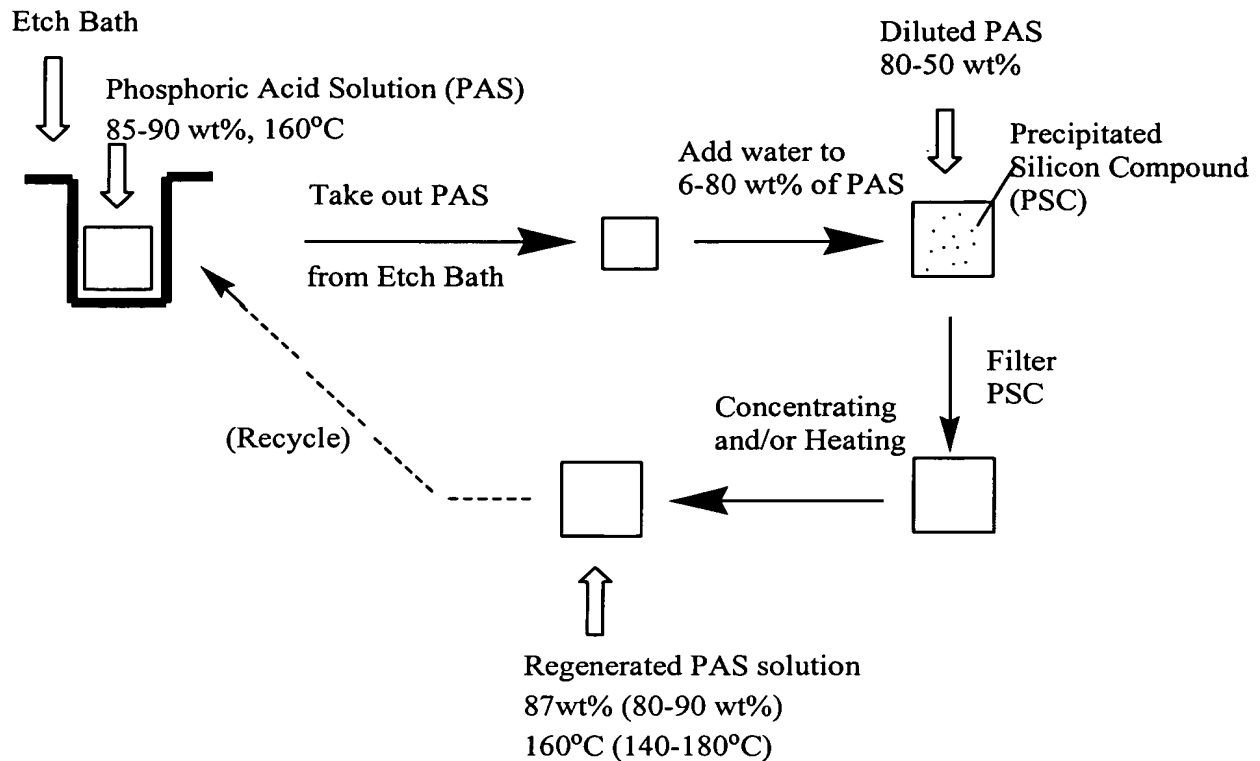 Etch Bath
Phosphoric Acid Solution (PAS)
85-90 wt%, 160°C
Take out PAS
from Etch Bath
Add water to
6-80 wt% of PAS
Diluted PAS
80-50 wt%
Precipitated
Silicon Compound
(PSC)
Filter
PSC
Concentrating
and/or Heating
(Recycle)
Regenerated PAS solution
87wt% (80-90 wt%)
160°C (140-180°C)